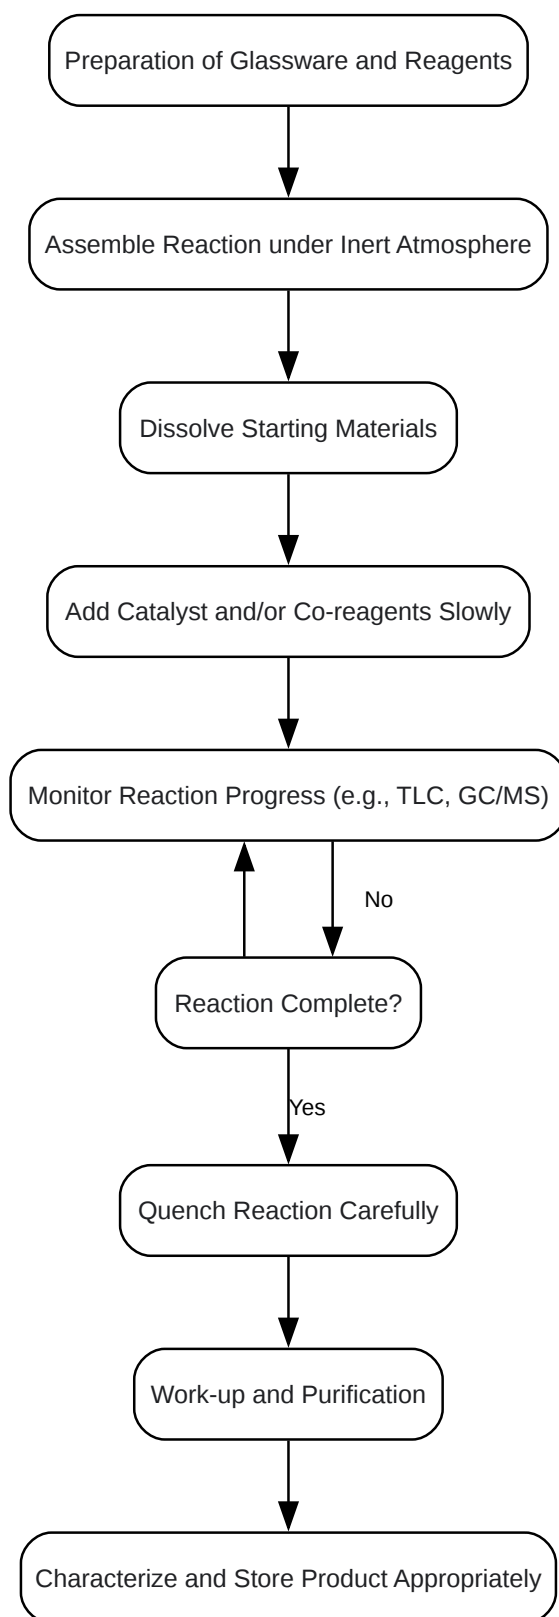 Preparation of Glassware and Reagents
Assemble Reaction under Inert Atmosphere
Dissolve Starting Materials
Add Catalyst and/or Co-reagents Slowly
Monitor Reaction Progress (e.g., TLC, GC/MS)
No
Reaction Complete?
Yes
Quench Reaction Carefully
Work-up and Purification
Characterize and Store Product Appropriately